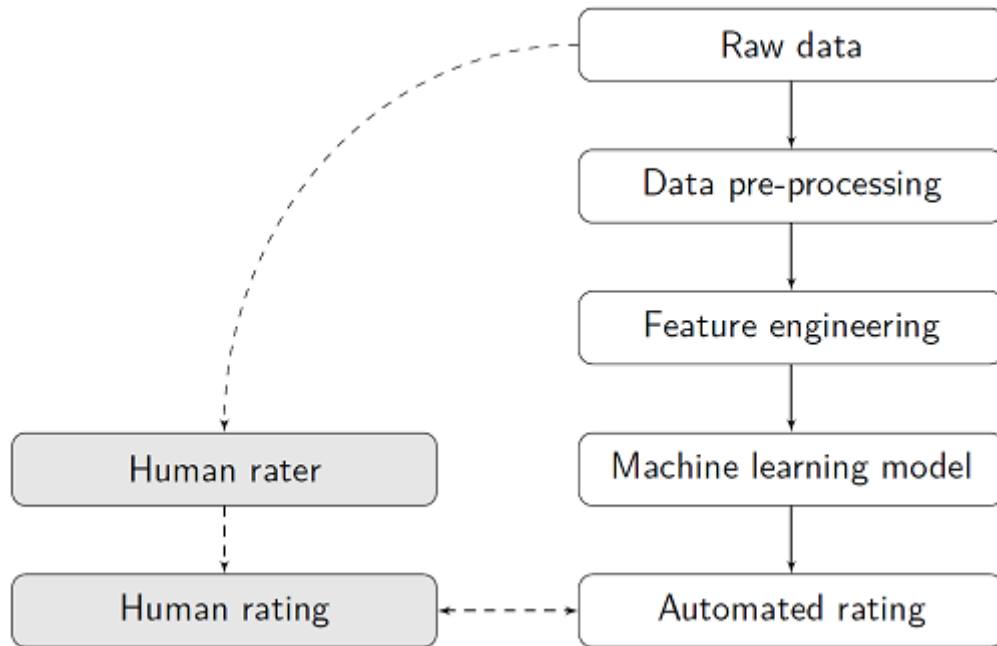 Raw data
Data pre-processing
Feature engineering
Human rater
Machine learning model
Human rating
Automated rating